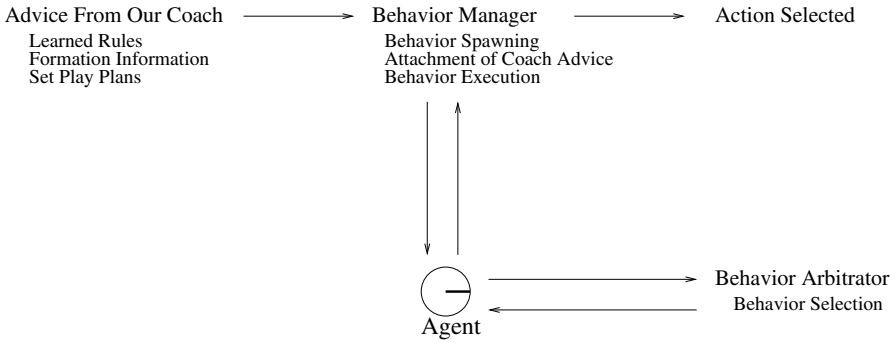 Advice From Our Coach
Learned Rules
Formation Information
Set Play Plans
Behavior Manager
Behavior Spawning
Attachment of Coach Advice
Behavior Execution
Action Selected
Agent
Behavior Arbitrator
Behavior Selection